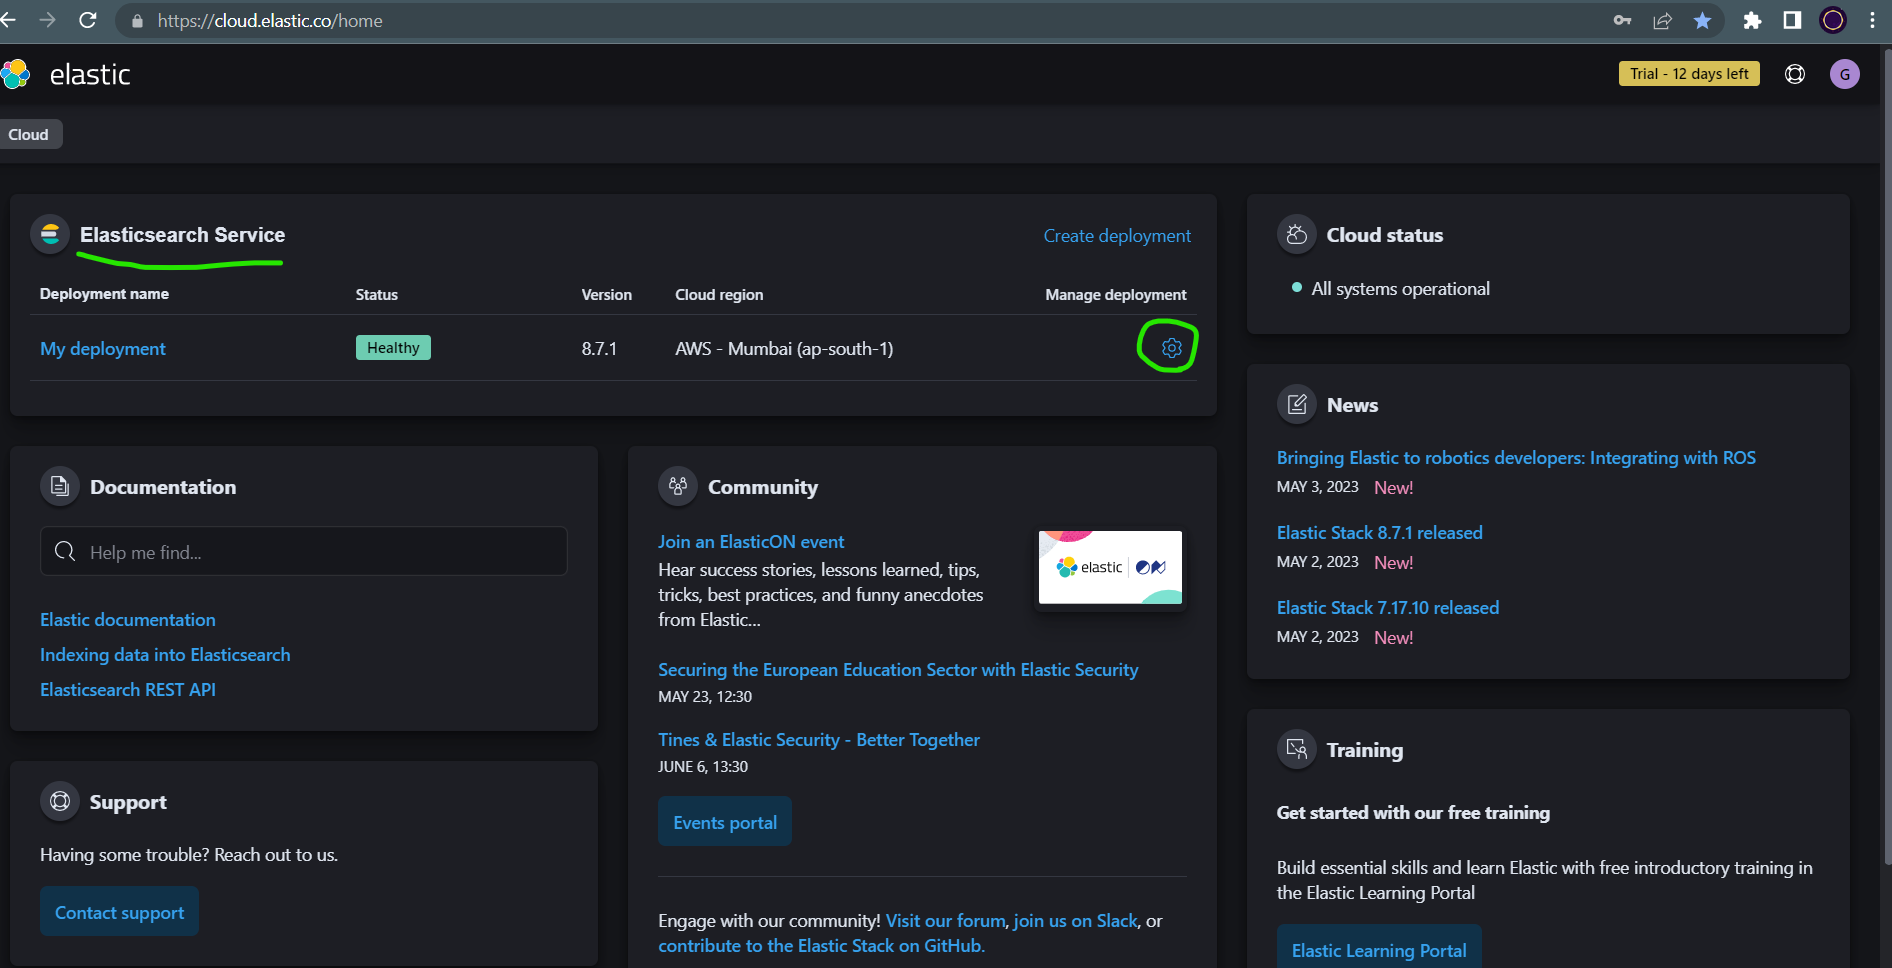 https://cloud.elastic.co/home
elastic
Trial - 12 days left
G
Cloud
Elasticsearch Service
Create deployment
Deployment name Status Version Cloud region Manage deployment
My deployment Healthy 8.7.1 AWS - Mumbai (ap-south-1)
Documentation
Help me find...
Elastic documentation
Indexing data into Elasticsearch
Elasticsearch REST API
Support
Having some trouble? Reach out to us.
Contact support
Community
Join an ElasticON event
Hear success stories, lessons learned, tips,
tricks, best practices, and funny anecdotes
from Elastic...
elastic | ON
Securing the European Education Sector with Elastic Security
MAY 23, 12:30
Tines & Elastic Security - Better Together
JUNE 6, 13:30
Events portal
Engage with our community! Visit our forum, join us on Slack, or
contribute to the Elastic Stack on GitHub.
Cloud status
All systems operational
News
Bringing Elastic to robotics developers: Integrating with ROS
MAY 3, 2023 New!
Elastic Stack 8.7.1 released
MAY 2, 2023 New!
Elastic Stack 7.17.10 released
MAY 2, 2023 New!
Training
Get started with our free training
Build essential skills and learn Elastic with free introductory training in
the Elastic Learning Portal
Elastic Learning Portal